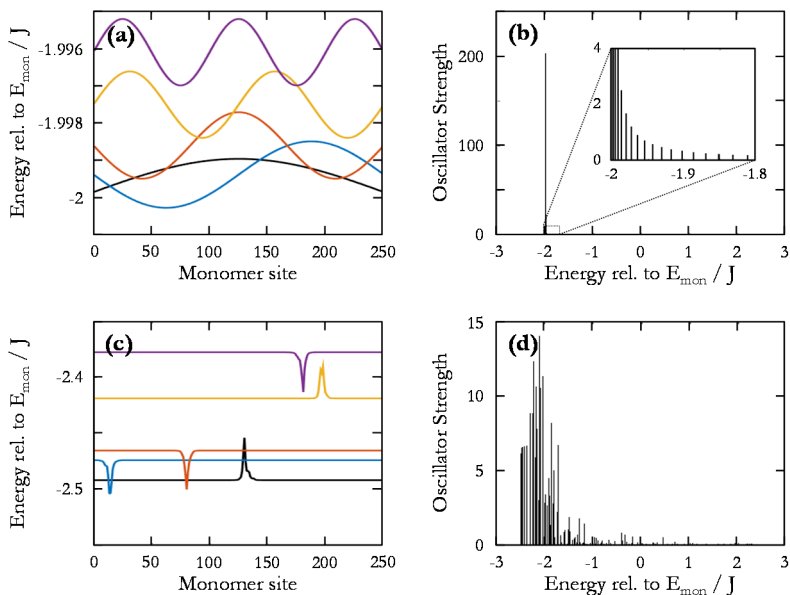 (a)
Energy rel. to E_mon / J
-1.996
-1.998
-2
0 50 100 150 200 250
Monomer site
(b)
Oscillator Strength
200
150
100
50
0
-3 -2 -1 0 1 2 3
Energy rel. to E_mon / J
4
2
0
-2 -1.9 -1.8
(c)
Energy rel. to E_mon / J
-2.4
-2.5
0 50 100 150 200 250
Monomer site
(d)
Oscillator Strength
15
10
5
0
-3 -2 -1 0 1 2 3
Energy rel. to E_mon / J